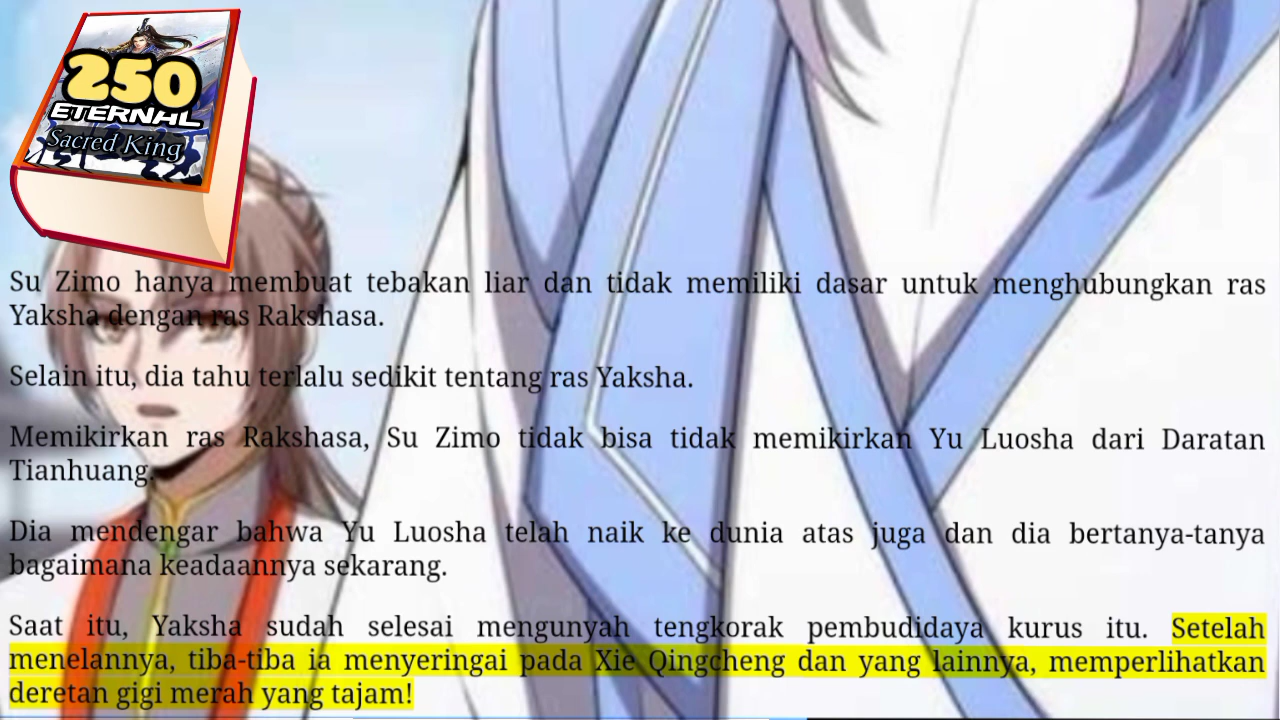 250
ETERNAL
Sacred King
Su Zimo hanya membuat tebakan liar dan tidak memiliki dasar untuk menghubungkan ras
Yaksha dengan ras Rakshasa.
Selain itu, dia tahu terlalu sedikit tentang ras Yaksha.
Memikirkan ras Rakshasa, Su Zimo tidak bisa tidak memikirkan Yu Luosha dari Daratan
Tianhuang.
Dia mendengar bahwa Yu Luosha telah naik ke dunia atas juga dan dia bertanya-tanya
bagaimana keadaannya sekarang.
Saat itu, Yaksha sudah selesai mengunyah tengkorak pembudidaya kurus itu. Setelah
menelannya, tiba-tiba ia menyeringai pada Xie Qingcheng dan yang lainnya, memperlihatkan
deretan gigi merah yang tajam!